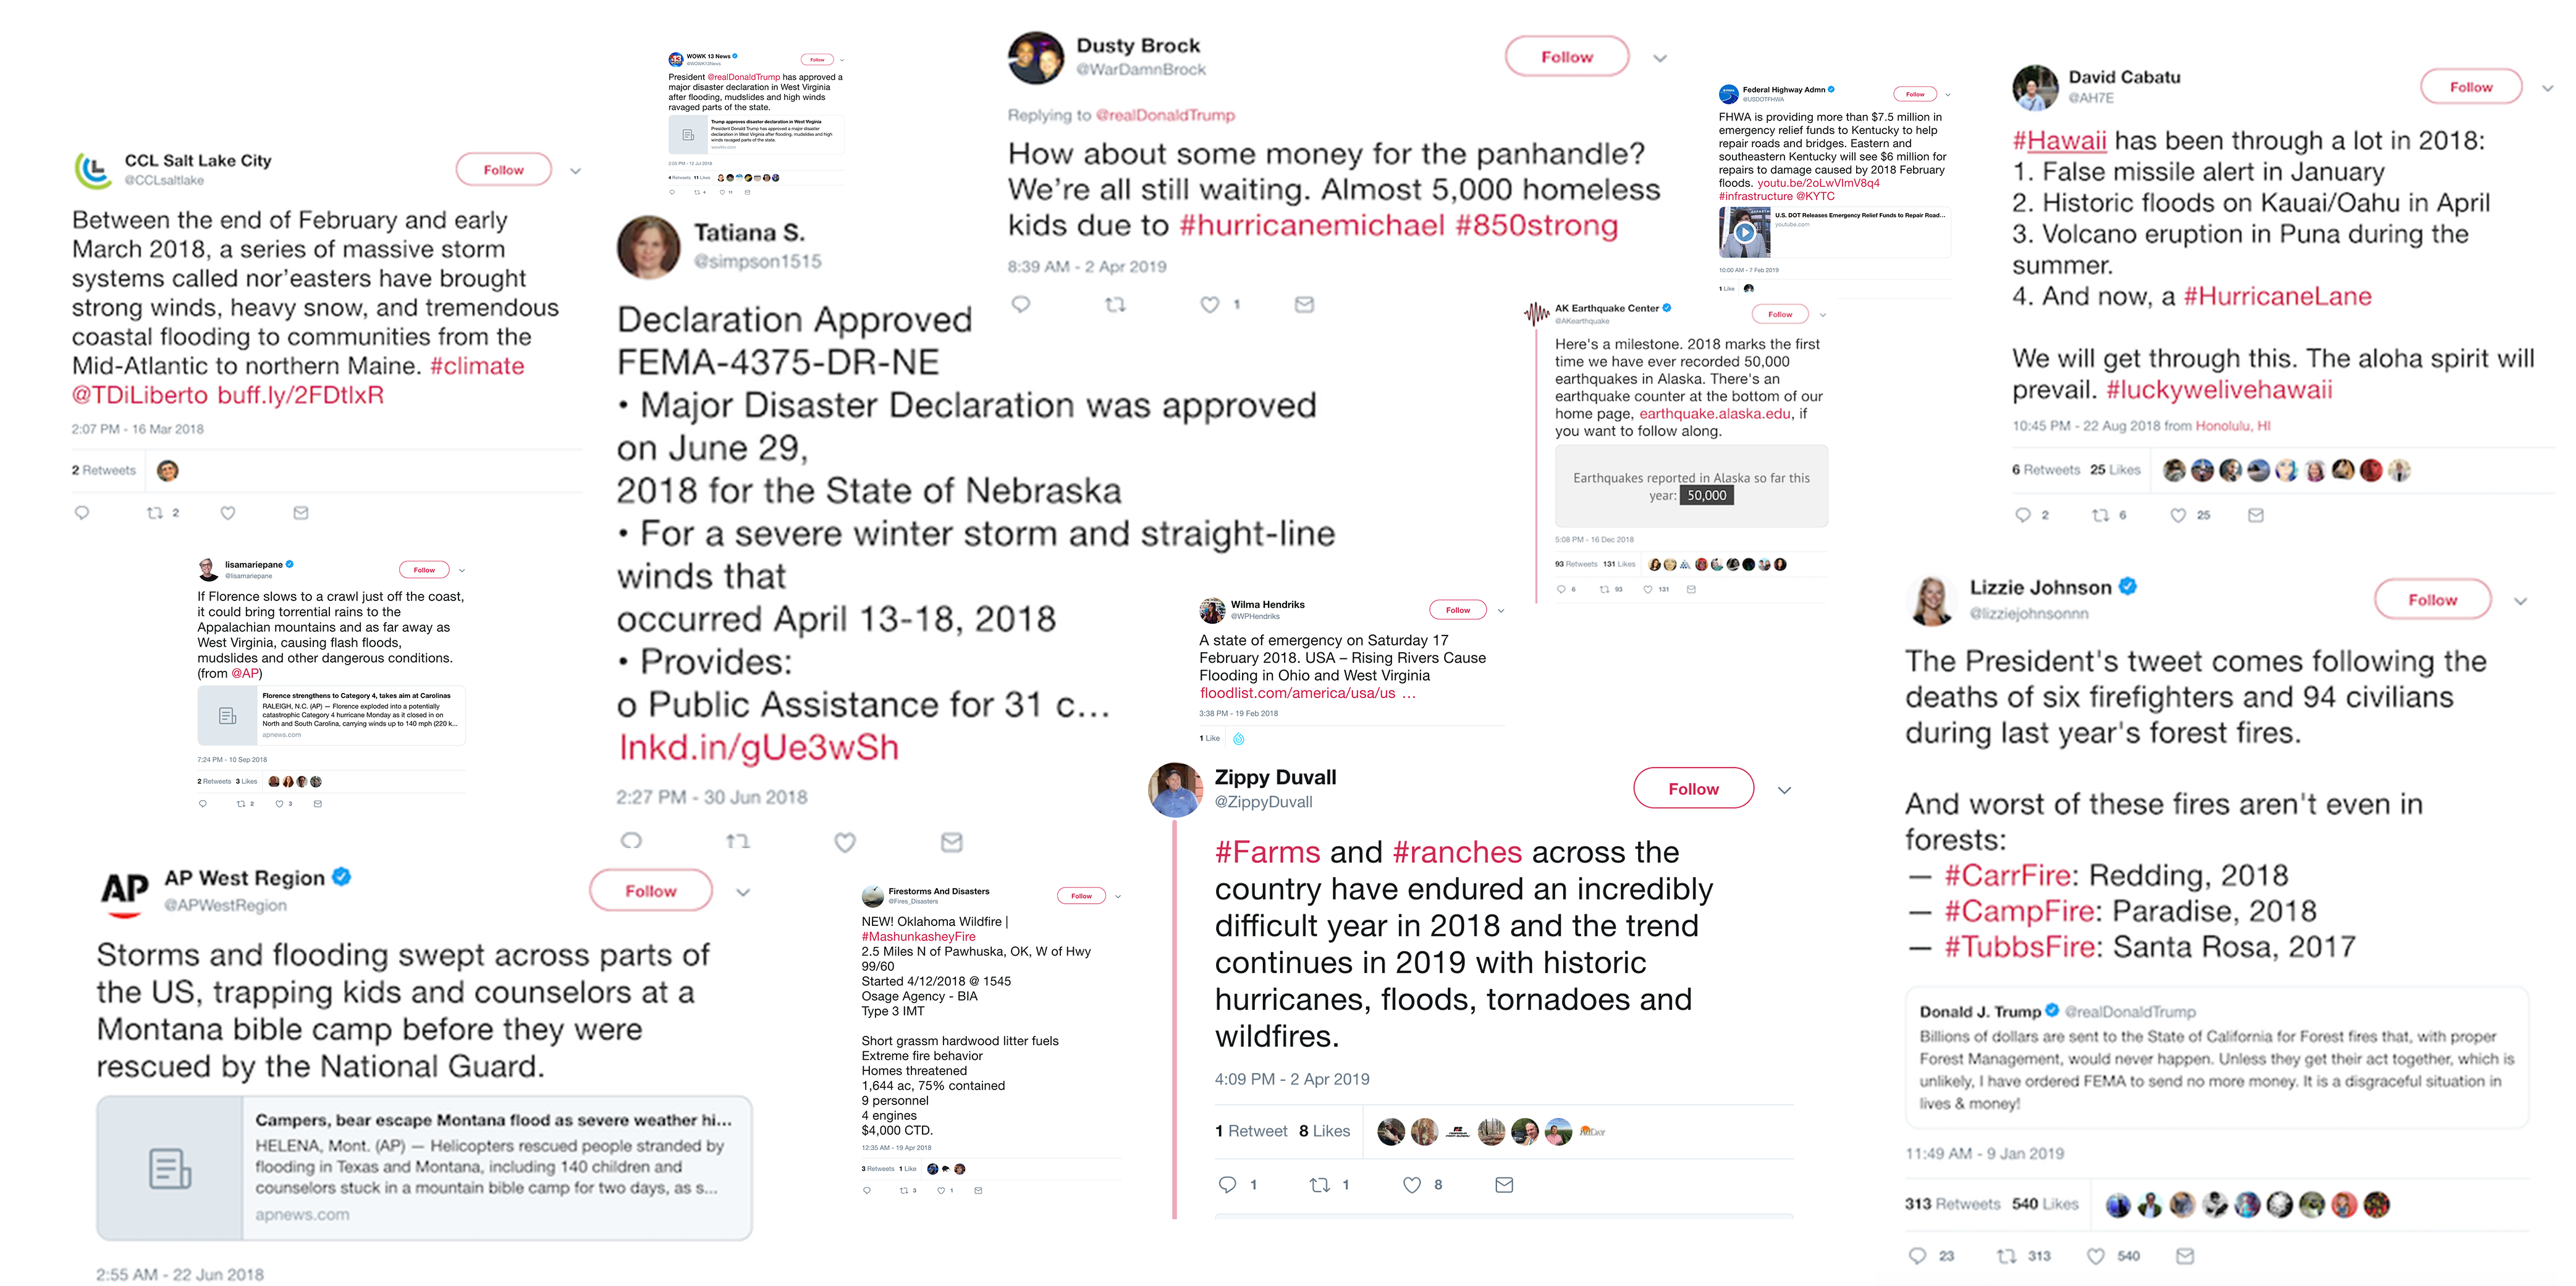 CCL Salt Lake City
@CCLsaltlake
Follow
Between the end of February and early
March 2018, a series of massive storm
systems called nor'easters have brought
strong winds, heavy snow, and tremendous
coastal flooding to communities from the
Mid-Atlantic to northern Maine. #climate
@TDiLiberto buff.ly/2FDtlxR
2:07 PM - 16 Mar 2018
2 Retweets
2
lisamariepane
@lisamariepane
Follow
If Florence slows to a crawl just off the coast,
it could bring torrential rains to the
Appalachian mountains and as far away as
West Virginia, causing flash floods,
mudslides and other dangerous conditions.
(from @AP)
Florence strengthens to Category 4, takes aim at Carolinas
RALEIGH, N.C. (AP) — Florence exploded into a potentially
catastrophic Category 4 hurricane Monday as it closed in on
North and South Carolina, carrying winds up to 140 mph (220 k...
apnews.com
7:24 PM - 10 Sep 2018
2 Retweets 3 Likes
2 3
AP
AP West Region
@APWestRegion
Follow
Storms and flooding swept across parts of
the US, trapping kids and counselors at a
Montana bible camp before they were
rescued by the National Guard.
Campers, bear escape Montana flood as severe weather hi...
HELENA, Mont. (AP) — Helicopters rescued people stranded by
flooding in Texas and Montana, including 140 children and
counselors stuck in a mountain bible camp for two days, as s...
apnews.com
2:55 AM - 22 Jun 2018
WOWK 13 News
@WOWK13News
Follow
President @realDonaldTrump has approved a
major disaster declaration in West Virginia
after flooding, mudslides and high winds
ravaged parts of the state.
Trump approves disaster declaration in West Virginia
President Donald Trump has approved a major disaster
declaration in West Virginia after flooding, mudslides and high
winds ravaged parts of the state.
wowktv.com
2:03 PM - 12 Jul 2018
4 Retweets 11 Likes
4 11
Tatiana S.
@simpson1515
Declaration Approved
FEMA-4375-DR-NE
• Major Disaster Declaration was approved
on June 29,
2018 for the State of Nebraska
• For a severe winter storm and straight-line
winds that
occurred April 13-18, 2018
• Provides:
o Public Assistance for 31 c...
lnkd.in/gUe3wSh
2:27 PM - 30 Jun 2018
Firestorms And Disasters
@Fires_Disasters
Follow
NEW! Oklahoma Wildfire |
#MashunkasheyFire
2.5 Miles N of Pawhuska, OK, W of Hwy
99/60
Started 4/12/2018 @ 1545
Osage Agency - BIA
Type 3 IMT
Short grassm hardwood litter fuels
Extreme fire behavior
Homes threatened
1,644 ac, 75% contained
9 personnel
4 engines
$4,000 CTD.
12:35 AM - 19 Apr 2018
3 Retweets 1 Like
3 1
Dusty Brock
@WarDamnBrock
Follow
Replying to @realDonaldTrump
How about some money for the panhandle?
We're all still waiting. Almost 5,000 homeless
kids due to #hurricanemichael #850strong
8:39 AM - 2 Apr 2019
1
Wilma Hendriks
@WPHendriks
Follow
A state of emergency on Saturday 17
February 2018. USA – Rising Rivers Cause
Flooding in Ohio and West Virginia
floodlist.com/america/usa/us …
3:38 PM - 19 Feb 2018
1 Like
Zippy Duvall
@ZippyDuvall
Follow
#Farms and #ranches across the
country have endured an incredibly
difficult year in 2018 and the trend
continues in 2019 with historic
hurricanes, floods, tornadoes and
wildfires.
4:09 PM - 2 Apr 2019
1 Retweet 8 Likes
1 1 8
Federal Highway Admn
@USDOTFHWA
Follow
FHWA is providing more than $7.5 million in
emergency relief funds to Kentucky to help
repair roads and bridges. Eastern and
southeastern Kentucky will see $6 million for
repairs to damage caused by 2018 February
floods. youtu.be/2oLwVImV8q4
#infrastructure @KYTC
U.S. DOT Releases Emergency Relief Funds to Repair Road...
youtube.com
10:00 AM - 7 Feb 2019
1 Like
AK Earthquake Center
@AKearthquake
Follow
Here's a milestone. 2018 marks the first
time we have ever recorded 50,000
earthquakes in Alaska. There's an
earthquake counter at the bottom of our
home page, earthquake.alaska.edu, if
you want to follow along.
Earthquakes reported in Alaska so far this
year: 50,000
5:08 PM - 16 Dec 2018
93 Retweets 131 Likes
6 93 131
David Cabatu
@AH7E
Follow
#Hawaii has been through a lot in 2018:
1. False missile alert in January
2. Historic floods on Kauai/Oahu in April
3. Volcano eruption in Puna during the
summer.
4. And now, a #HurricaneLane
We will get through this. The aloha spirit will
prevail. #luckywelivehawaii
10:45 PM - 22 Aug 2018 from Honolulu, HI
6 Retweets 25 Likes
2 6 25
Lizzie Johnson
@lizziejohnsonnn
Follow
The President's tweet comes following the
deaths of six firefighters and 94 civilians
during last year's forest fires.
And worst of these fires aren't even in
forests:
— #CarrFire: Redding, 2018
— #CampFire: Paradise, 2018
— #TubbsFire: Santa Rosa, 2017
Donald J. Trump @realDonaldTrump
Billions of dollars are sent to the State of California for Forest fires that, with proper
Forest Management, would never happen. Unless they get their act together, which is
unlikely, I have ordered FEMA to send no more money. It is a disgraceful situation in
lives & money!
11:49 AM - 9 Jan 2019
313 Retweets 540 Likes
23 313 540